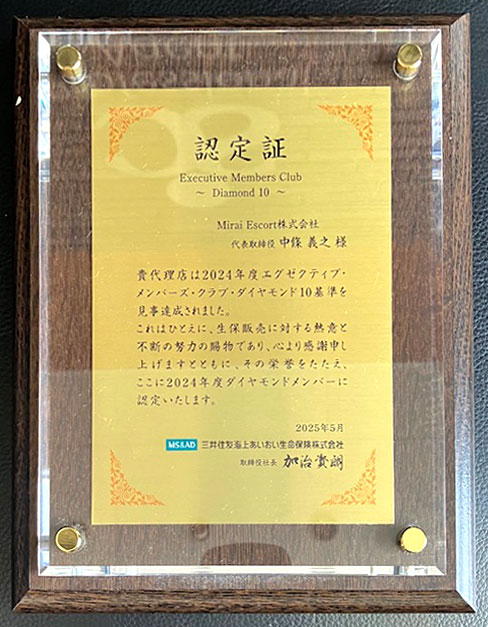 認定証
Executive Members Club
～ Diamond 10 ～
Mirai Escort株式会社
代表取締役 中條 義之 様
貴代理店は2024年度エグゼクティブ・
メンバーズ・クラブ・ダイヤモンド10基準を
見事達成されました。
これはひとえに、生保販売に対する熱意と
不断の努力の賜物であり、心より感謝申し
上げますとともに、その栄誉をたたえ、
ここに2024年度ダイヤモンドメンバーに
認定いたします。
2025年5月
MS&AD 三井住友海上あいおい生命保険株式会社
取締役社長 加治資朗